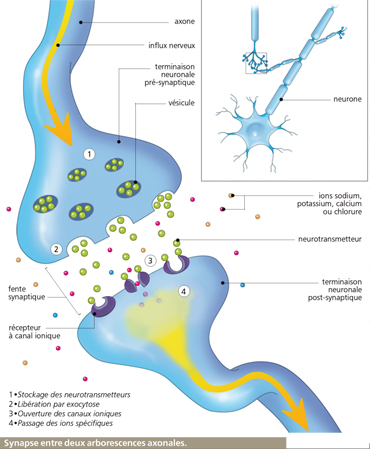 axone
influx nerveux
terminaison
neuronale
pré-synaptique
vésicule
neurone
1
2
3
4
ions sodium,
potassium, calcium
ou chlorure
neurotransmetteur
fente
synaptique
terminaison
neuronale
post-synaptique
récepteur
à canal ionique
1•Stockage des neurotransmetteurs
2•Libération par exocytose
3•Ouverture des canaux ioniques
4•Passage des ions spécifiques
Synapse entre deux arborescences axonales.